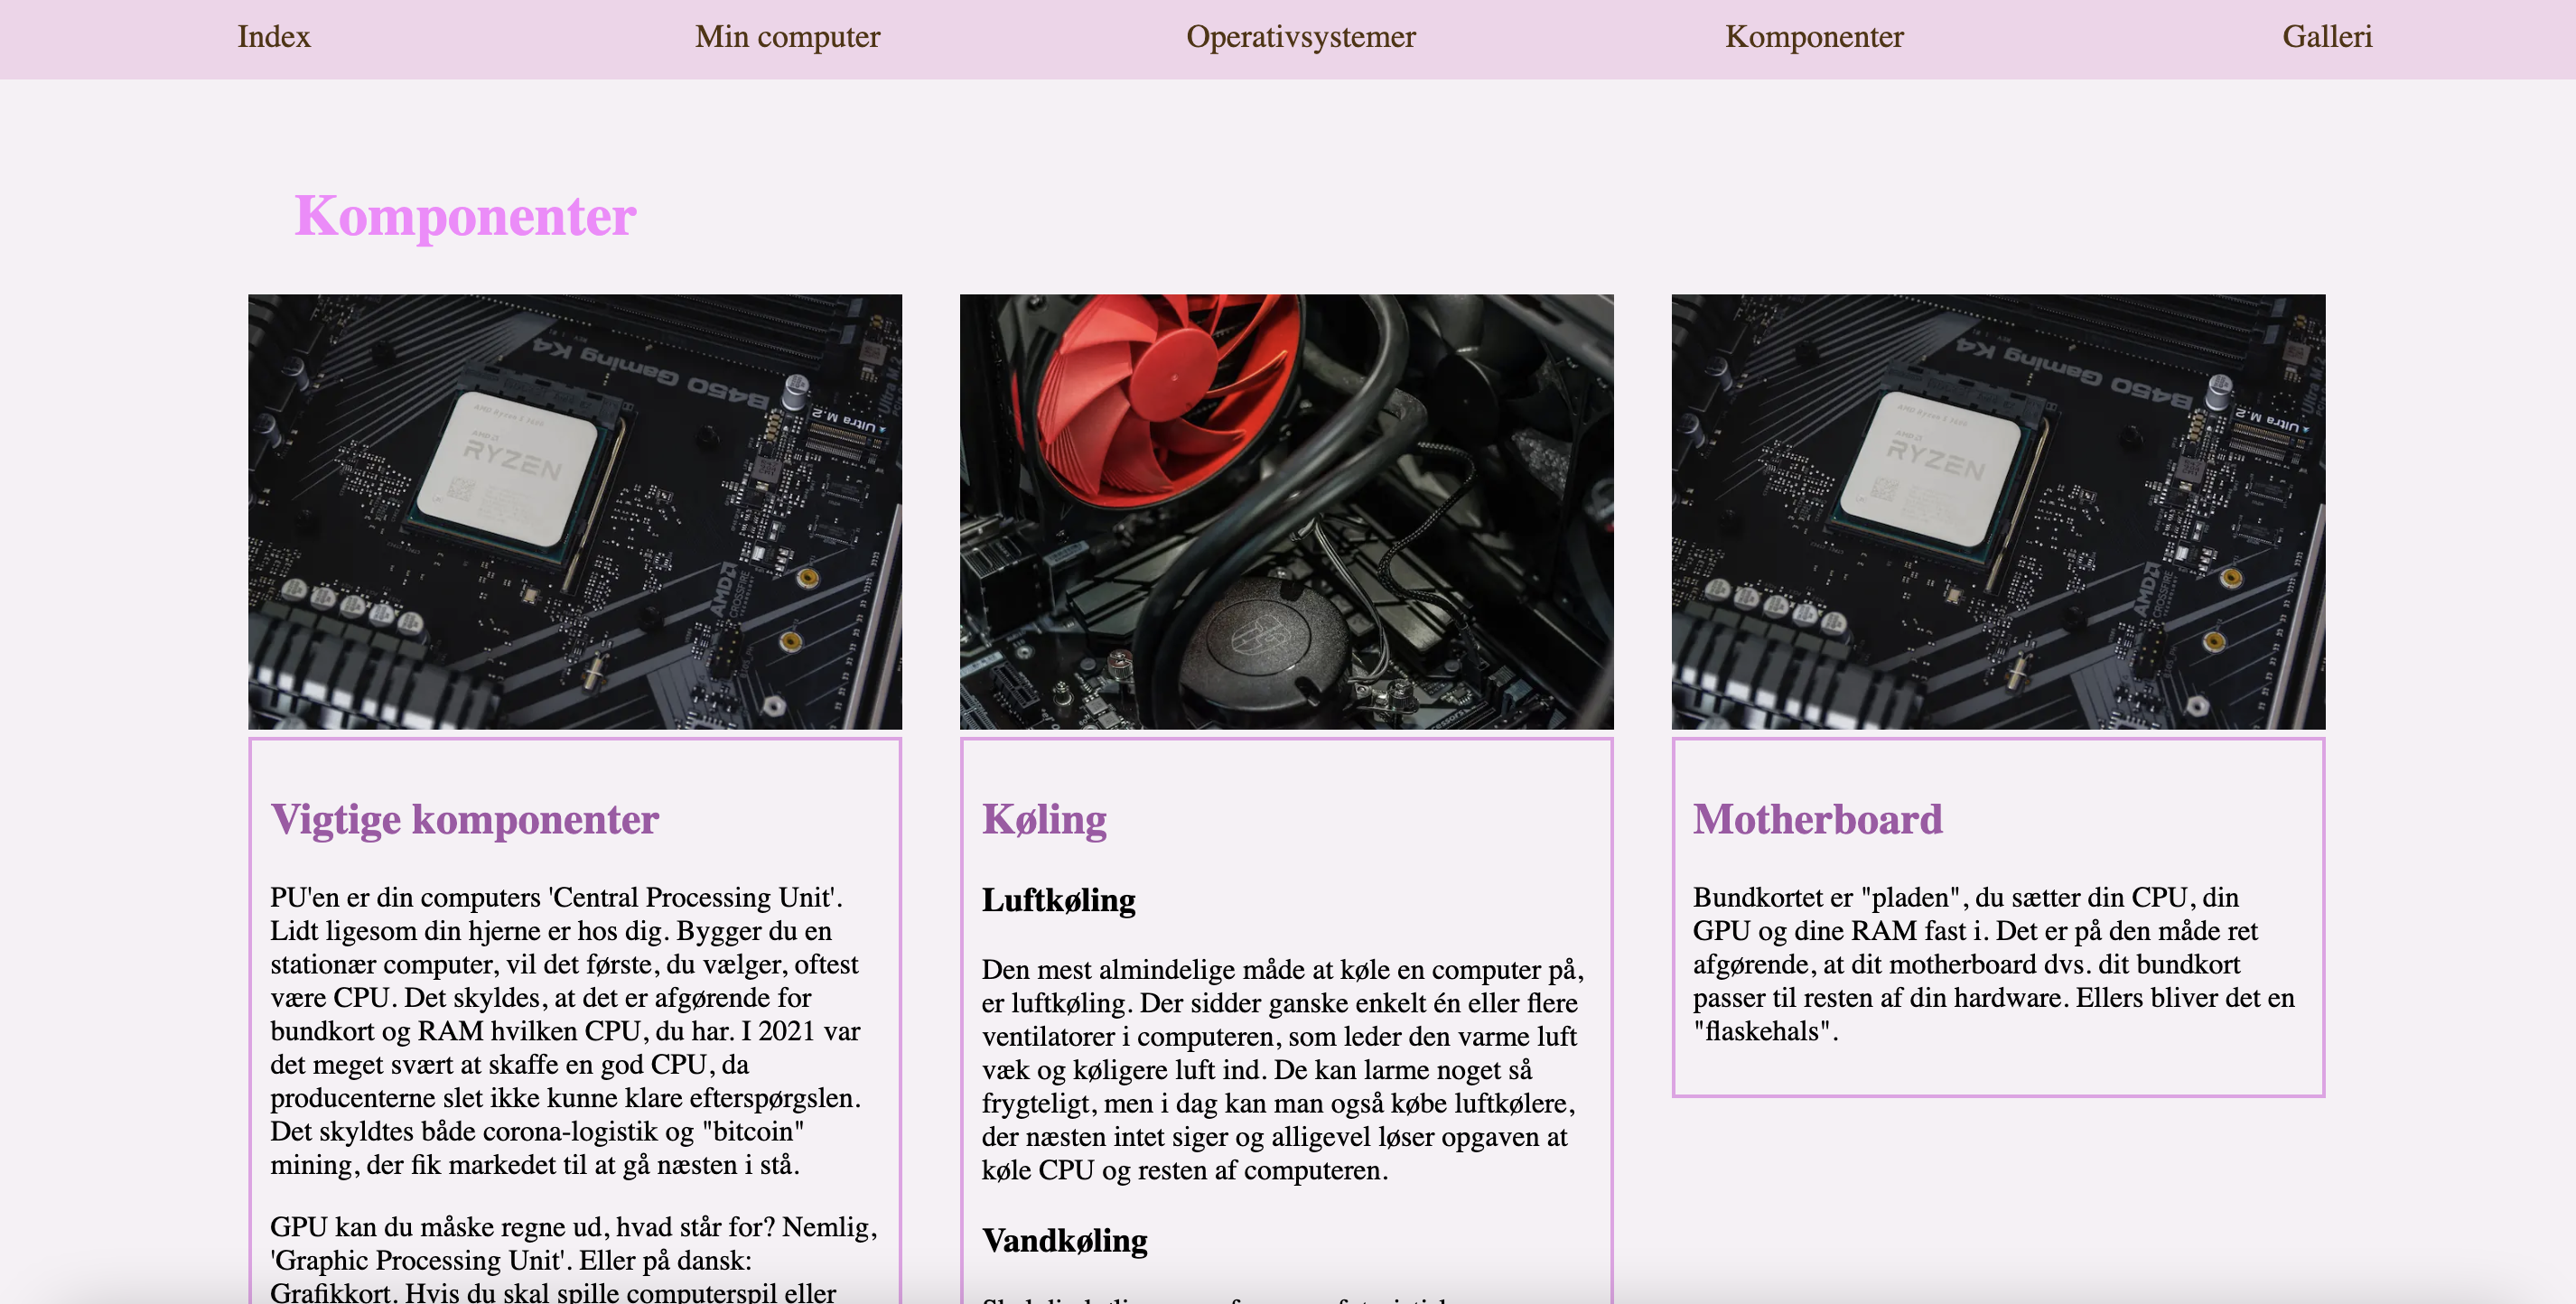 Index
Min computer
Operativsystemer
Komponenter
Galleri
Komponenter
B450 Gaming K4
Ultra M.2
AMD
RYZEN
AMD
CROSSFIRE
B450 Gaming K4
Ultra M.2
AMD
RYZEN
AMD
CROSSFIRE
Vigtige komponenter
PU'en er din computers 'Central Processing Unit'.
Lidt ligesom din hjerne er hos dig. Bygger du en
stationær computer, vil det første, du vælger, oftest
være CPU. Det skyldes, at det er afgørende for
bundkort og RAM hvilken CPU, du har. I 2021 var
det meget svært at skaffe en god CPU, da
producenterne slet ikke kunne klare efterspørgslen.
Det skyldtes både corona-logistik og "bitcoin"
mining, der fik markedet til at gå næsten i stå.
GPU kan du måske regne ud, hvad står for? Nemlig,
'Graphic Processing Unit'. Eller på dansk:
Grafikkort. Hvis du skal spille computerspil eller
Køling
Luftkøling
Den mest almindelige måde at køle en computer på,
er luftkøling. Der sidder ganske enkelt én eller flere
ventilatorer i computeren, som leder den varme luft
væk og køligere luft ind. De kan larme noget så
frygteligt, men i dag kan man også købe luftkølere,
der næsten intet siger og alligevel løser opgaven at
køle CPU og resten af computeren.
Vandkøling
Motherboard
Bundkortet er "pladen", du sætter din CPU, din
GPU og dine RAM fast i. Det er på den måde ret
afgørende, at dit motherboard dvs. dit bundkort
passer til resten af din hardware. Ellers bliver det en
"flaskehals".